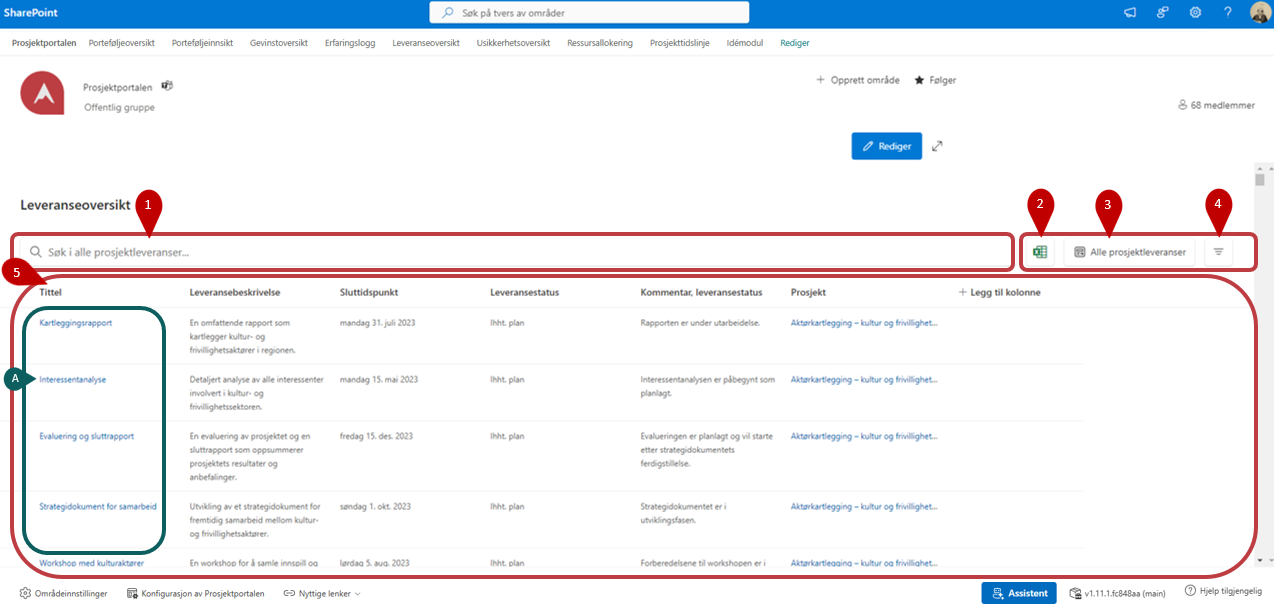 SharePoint
Søk på tvers av områder
Prosjektportalen Porteføljeoversikt Porteføljeinnsikt Gevinstoversikt Erfaringslogg Leveranseoversikt Usikkerhetsoversikt Ressursallokering Prosjekttidslinje Idémodul Rediger
Prosjektportalen
Offentlig gruppe
Opprett område Følger
68 medlemmer
Rediger
Leveranseoversikt
1 2 3 4
Søk i alle prosjektleveranser...
Alle prosjektleveranser
5
Tittel Leveransebeskrivelse Sluttidspunkt Leveransestatus Kommentar, leveransestatus Prosjekt + Legg til kolonne
Kartleggingsrapport En omfattende rapport som mandag 31. juli 2023 Ihht. plan Rapporten er under utarbeidelse. Aktørkartlegging – kultur og frivillighet...
kartlegger kultur- og
frivillighetsaktører i regionen.
A
Interessentanalyse Detaljert analyse av alle interessenter mandag 15. mai 2023 Ihht. plan Interessentanalysen er påbegynt som Aktørkartlegging – kultur og frivillighet...
involvert i kultur- og planlagt.
frivillighetssektoren.
Evaluering og sluttrapport En evaluering av prosjektet og en fredag 15. des. 2023 Ihht. plan Evalueringen er planlagt og vil starte Aktørkartlegging – kultur og frivillighet...
sluttrapport som oppsummerer etter strategidokumentets
prosjektets resultater og ferdigstillelse.
anbefalinger.
Strategidokument for samarbeid Utvikling av et strategidokument for søndag 1. okt. 2023 Ihht. plan Strategidokumentet er i Aktørkartlegging – kultur og frivillighet...
fremtidig samarbeid mellom kultur- utviklingsfasen.
og frivillighetsaktører.
Workshop med kulturaktører En workshop for å samle innspill og lørdag 5. aug. 2023 Ihht. plan Forberedelsene til workshopen er i Aktørkartlegging – kultur og frivillighet...
Områdeinnstillinger Konfigurasjon av Prosjektportalen Nyttige lenker Assistent v1.11.1.fc848aa (main) Hjelp tilgjengelig